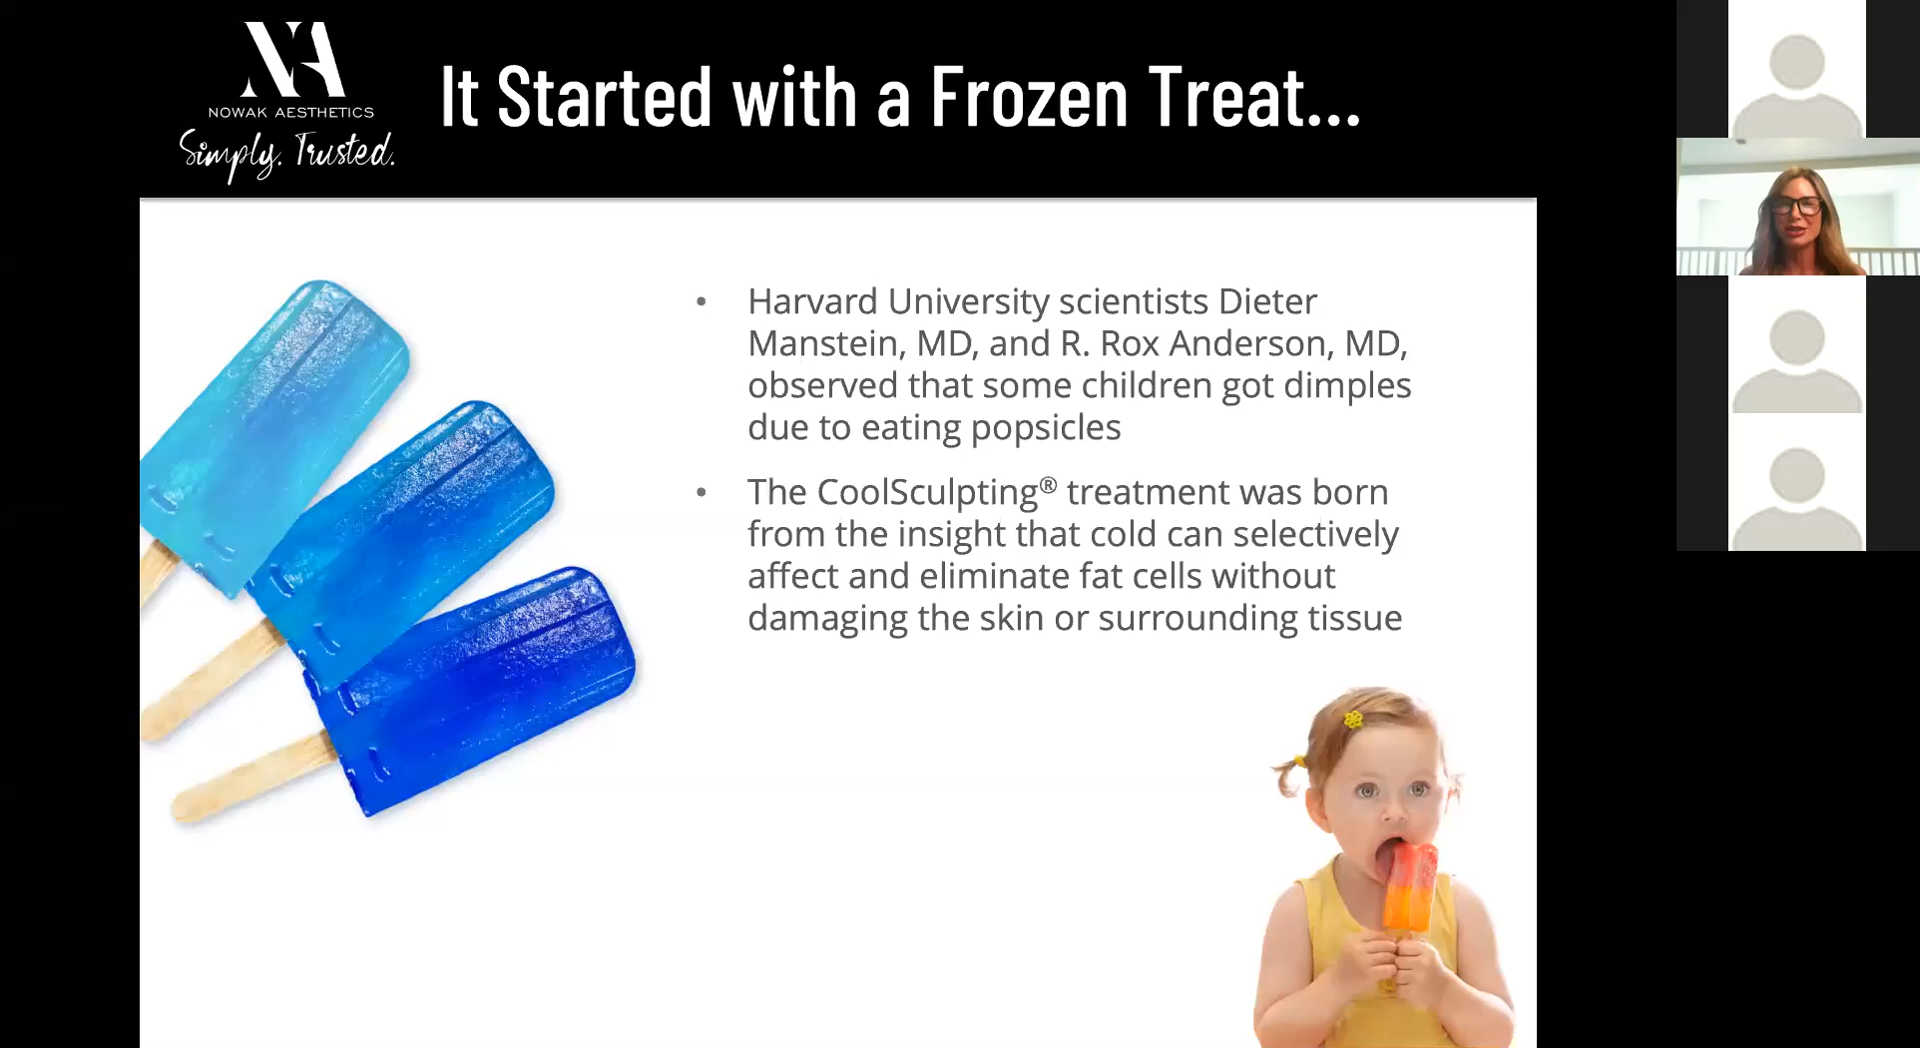 NA
NOWAK AESTHETICS
Simply. Trusted.
It Started with a Frozen Treat...
• Harvard University scientists Dieter
Manstein, MD, and R. Rox Anderson, MD,
observed that some children got dimples
due to eating popsicles
• The CoolSculpting® treatment was born
from the insight that cold can selectively
affect and eliminate fat cells without
damaging the skin or surrounding tissue